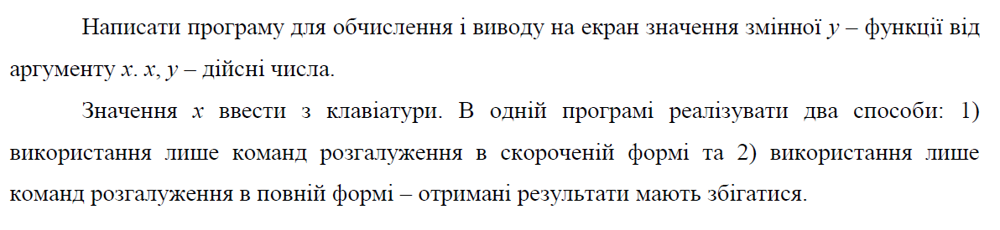 Написати програму для обчислення і виводу на екран значення змінної y – функції від
аргументу x. x, y – дійсні числа.
Значення x ввести з клавіатури. В одній програмі реалізувати два способи: 1)
використання лише команд розгалуження в скороченій формі та 2) використання лише
команд розгалуження в повній формі – отримані результати мають збігатися.